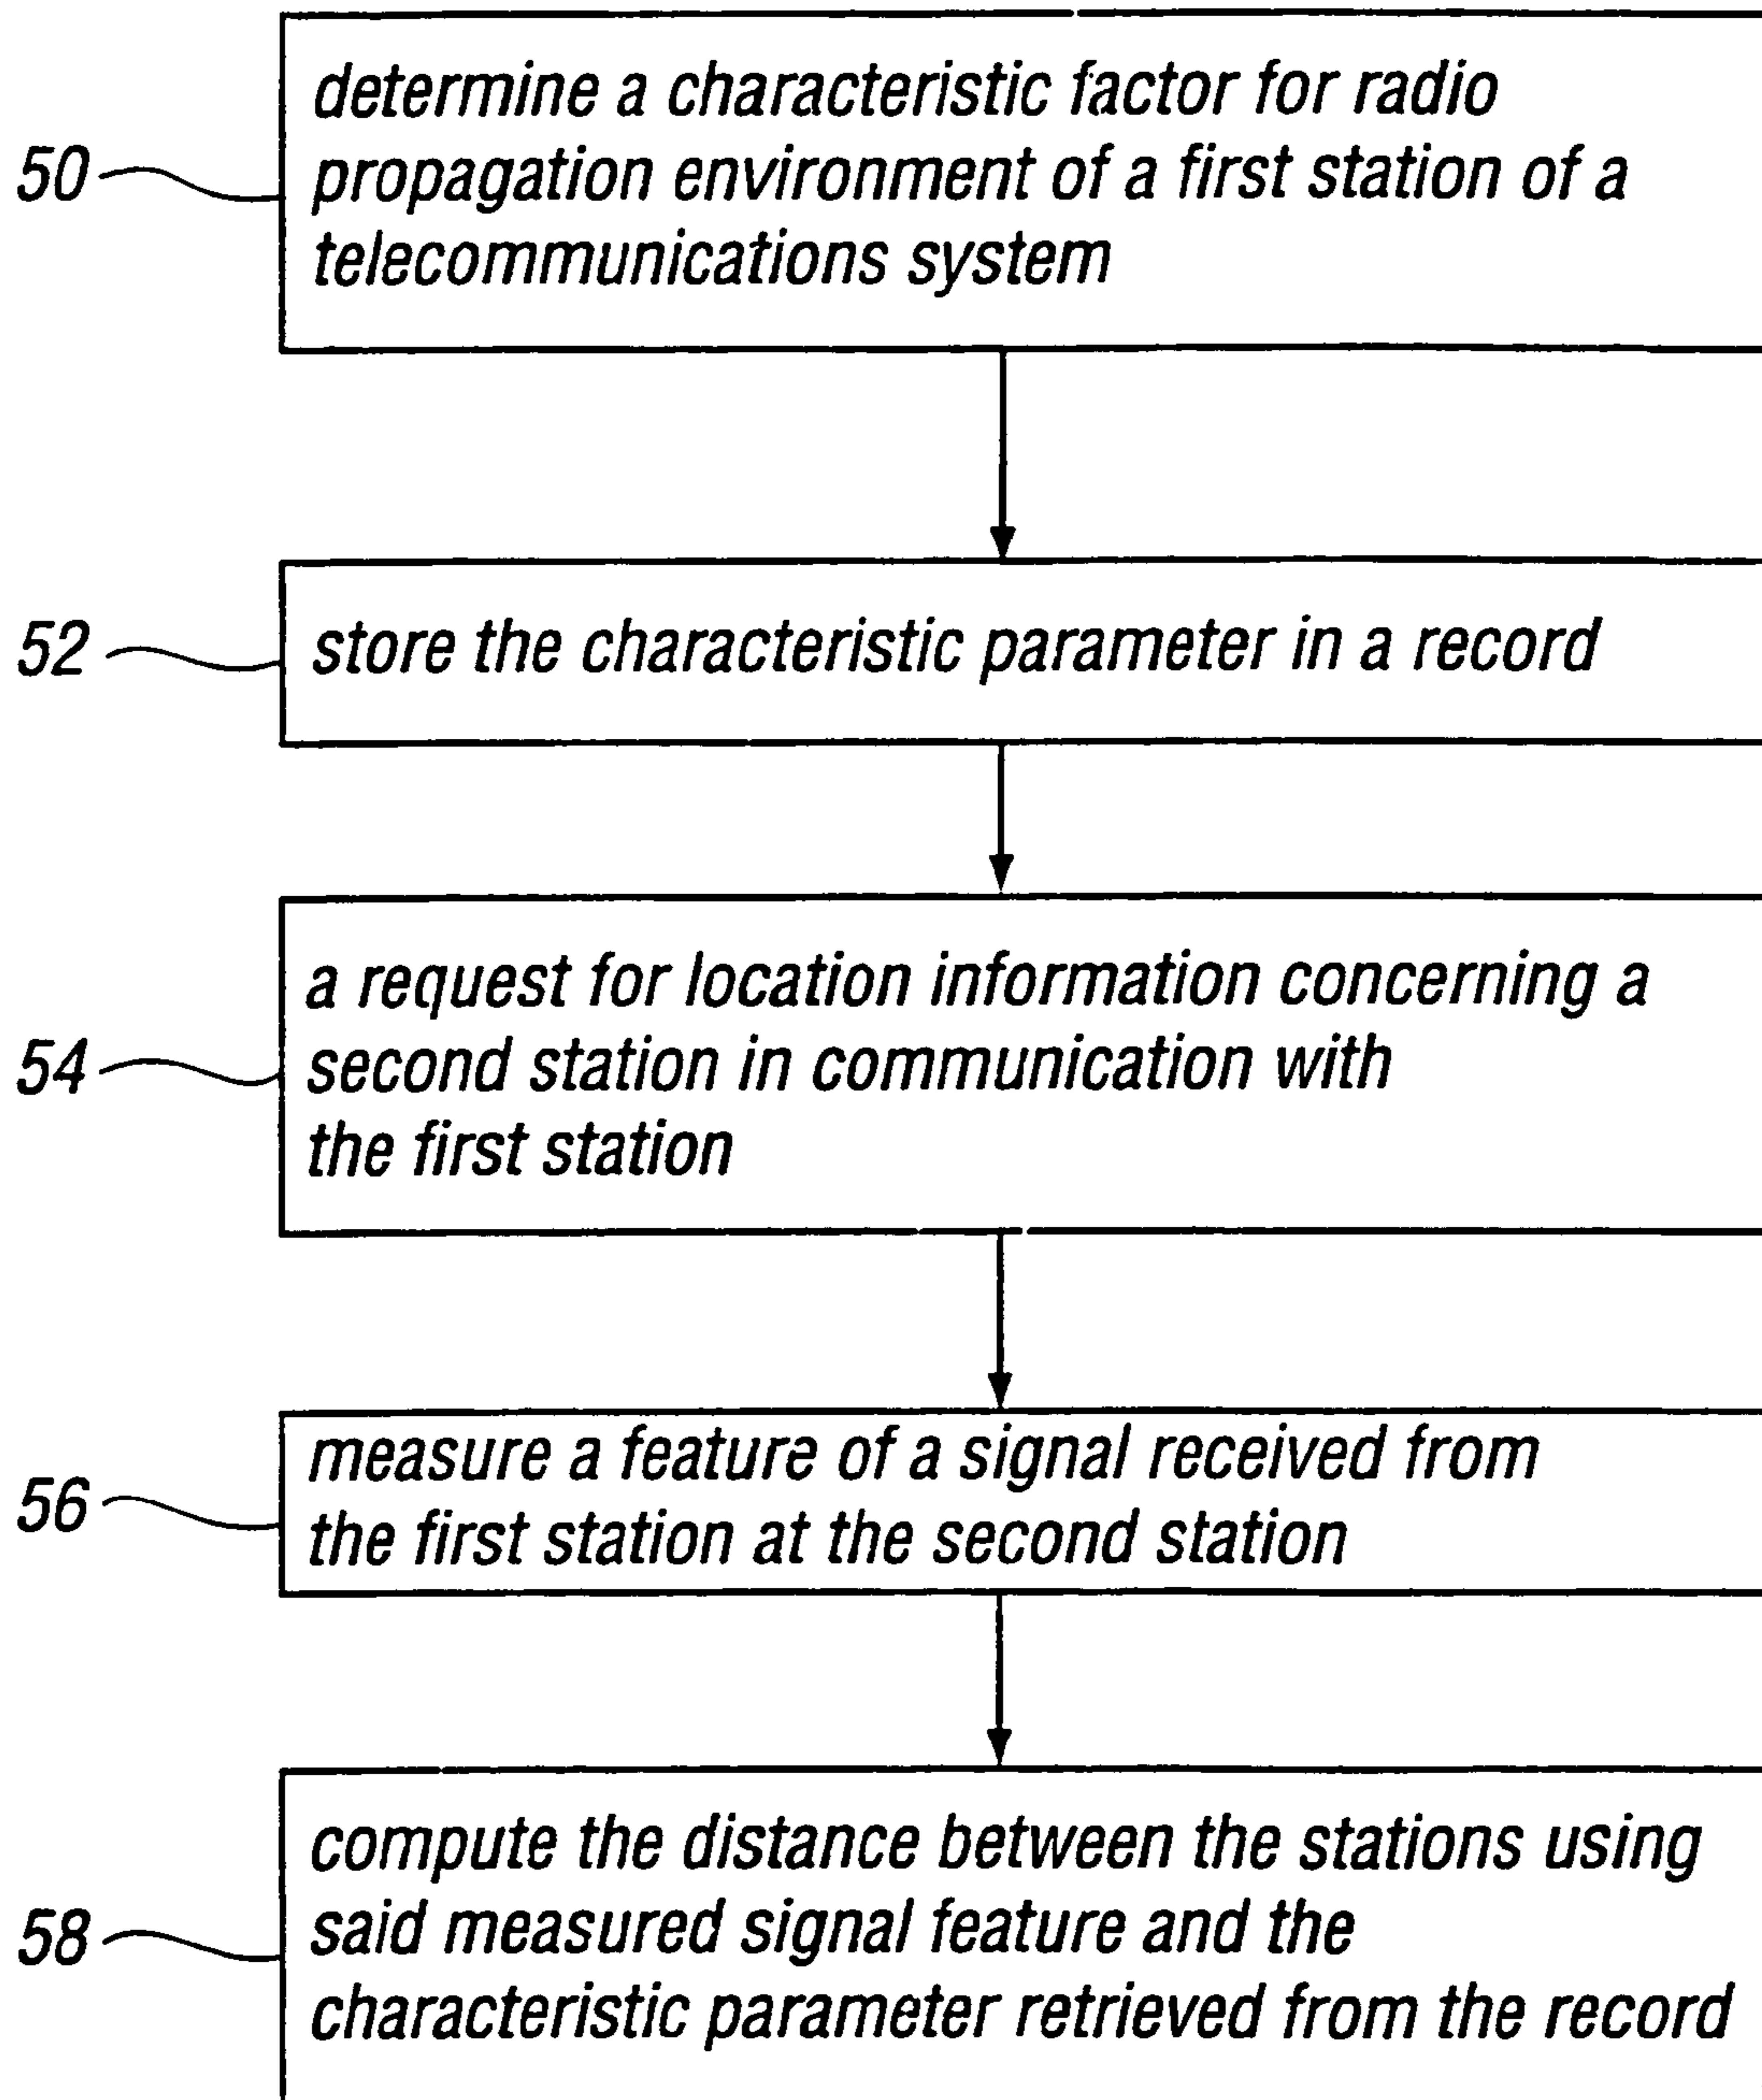 determine a characteristic factor for radio
50
propagation environment of a first station of a
telecommunications system
52
store the characteristic parameter in a record
a request for location information concerning a
54
second station in communication with
the first station
measure a feature of a signal received from
56
the first station at the second station
compute the distance between the stations using
58
said measured signal feature and the
characteristic parameter retrieved from the record